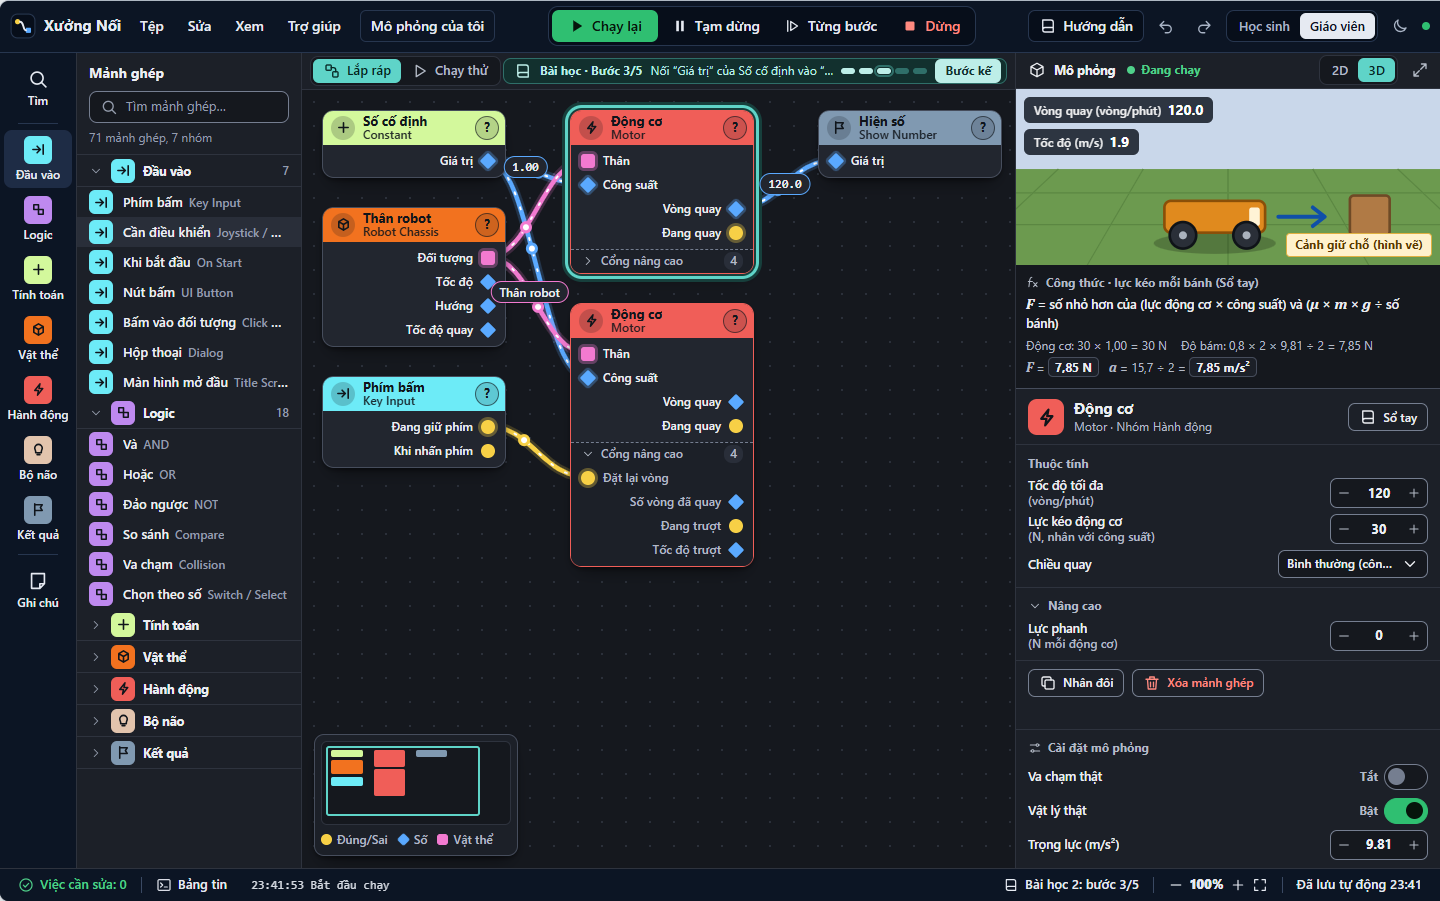 Xưởng Nối
Tệp
Sửa
Xem
Trợ giúp
Mô phỏng của tôi
Chạy lại
Tạm dừng
Từng bước
Dừng
Hướng dẫn
Học sinh
Giáo viên
Tìm
Đầu vào
Logic
Tính toán
Vật thể
Hành động
Bộ não
Kết quả
Ghi chú
Mảnh ghép
Tìm mảnh ghép...
71 mảnh ghép, 7 nhóm
Đầu vào 7
Phím bấm Key Input
Cần điều khiển Joystick / ...
Khi bắt đầu On Start
Nút bấm UI Button
Bấm vào đối tượng Click ...
Hộp thoại Dialog
Màn hình mở đầu Title Scr...
Logic 18
Và AND
Hoặc OR
Đảo ngược NOT
So sánh Compare
Va chạm Collision
Chọn theo số Switch / Select
Tính toán
Vật thể
Hành động
Bộ não
Kết quả
Lắp ráp
Chạy thử
Bài học · Bước 3/5 Nối “Giá trị” của Số cố định vào “...
Bước kế
Số cố định
Constant
?
Giá trị
1.00
Thân robot
Robot Chassis
?
Đối tượng
Tốc độ
Hướng
Tốc độ quay
Thân robot
Phím bấm
Key Input
?
Đang giữ phím
Khi nhấn phím
Động cơ
Motor
?
Thân
Công suất
Vòng quay
Đang quay
Cổng nâng cao 4
120.0
Động cơ
Motor
?
Thân
Công suất
Vòng quay
Đang quay
Cổng nâng cao 4
Đặt lại vòng
Số vòng đã quay
Đang trượt
Tốc độ trượt
Hiện số
Show Number
?
Giá trị
Đúng/Sai
Số
Vật thể
Mô phỏng
Đang chạy
2D
3D
Vòng quay (vòng/phút) 120.0
Tốc độ (m/s) 1.9
Cảnh giữ chỗ (hình vẽ)
fx Công thức · lực kéo mỗi bánh (Sổ tay)
F = số nhỏ hơn của (lực động cơ × công suất) và (μ × m × g ÷ số
bánh)
Động cơ: 30 × 1,00 = 30 N Độ bám: 0,8 × 2 × 9,81 ÷ 2 = 7,85 N
F = 7,85 N a = 15,7 ÷ 2 = 7,85 m/s²
Động cơ
Motor · Nhóm Hành động
Sổ tay
Thuộc tính
Tốc độ tối đa
(vòng/phút)
− 120 +
Lực kéo động cơ
(N, nhân với công suất)
− 30 +
Chiều quay
Bình thường (côn...
Nâng cao
Lực phanh
(N mỗi động cơ)
− 0 +
Nhân đôi
Xóa mảnh ghép
Cài đặt mô phỏng
Va chạm thật Tắt
Vật lý thật Bật
Trọng lực (m/s²) − 9.81 +
Việc cần sửa: 0
Bảng tin
23:41:53 Bắt đầu chạy
Bài học 2: bước 3/5
− 100% +
Đã lưu tự động 23:41